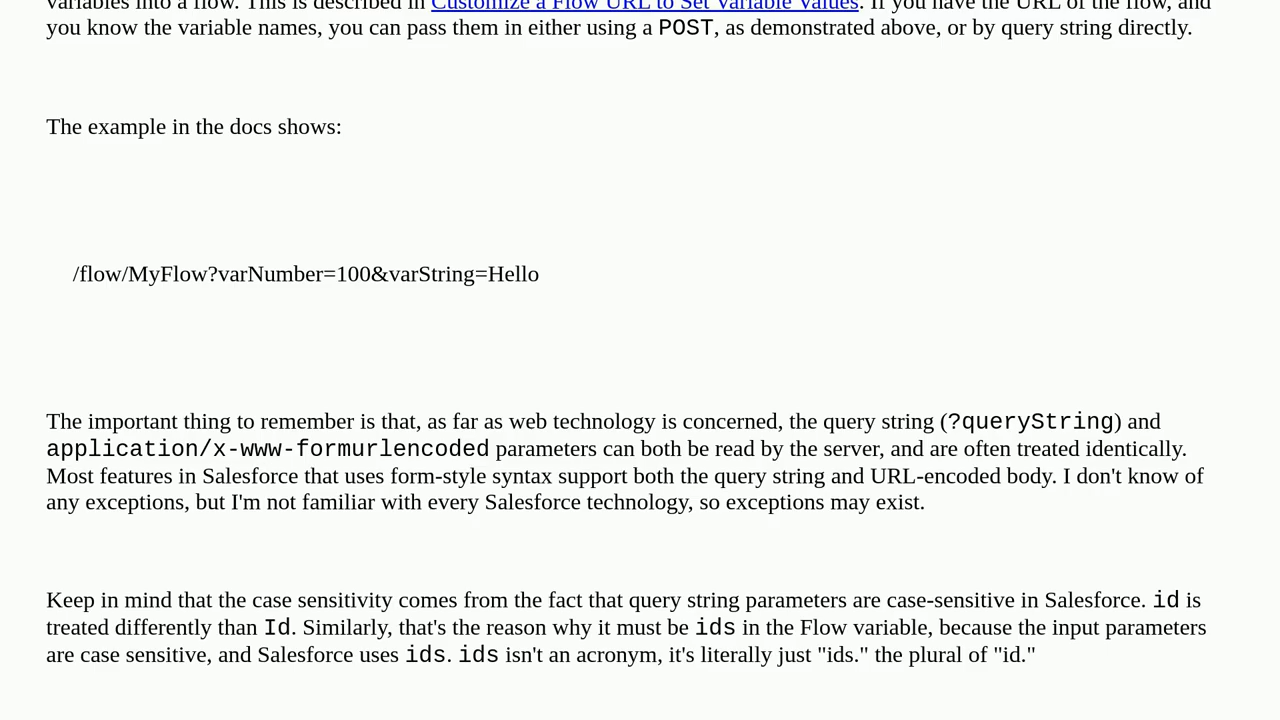 variables into a flow. This is described in Customize a Flow URL to Set Variable Values. If you have the URL of the flow, and
you know the variable names, you can pass them in either using a POST, as demonstrated above, or by query string directly.
The example in the docs shows:
/flow/MyFlow?varNumber=100&varString=Hello
The important thing to remember is that, as far as web technology is concerned, the query string (?queryString) and
application/x-www-formurlencoded parameters can both be read by the server, and are often treated identically.
Most features in Salesforce that uses form-style syntax support both the query string and URL-encoded body. I don't know of
any exceptions, but I'm not familiar with every Salesforce technology, so exceptions may exist.
Keep in mind that the case sensitivity comes from the fact that query string parameters are case-sensitive in Salesforce. id is
treated differently than Id. Similarly, that's the reason why it must be ids in the Flow variable, because the input parameters
are case sensitive, and Salesforce uses ids. ids isn't an acronym, it's literally just "ids." the plural of "id."